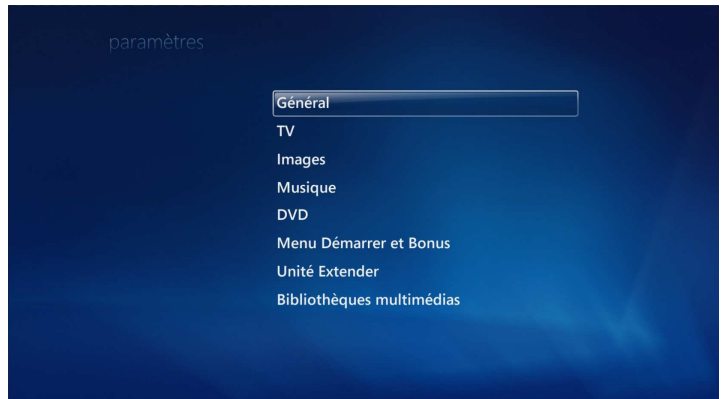 paramètres
Général
TV
Images
Musique
DVD
Menu Démarrer et Bonus
Unité Extender
Bibliothèques multimédias